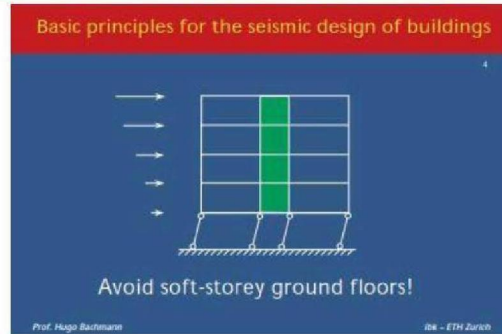 Basic principles for the seismic design of buildings
4
Avoid soft-storey ground floors!
Prof. Hugo Bachmann
ibk – ETH Zurich